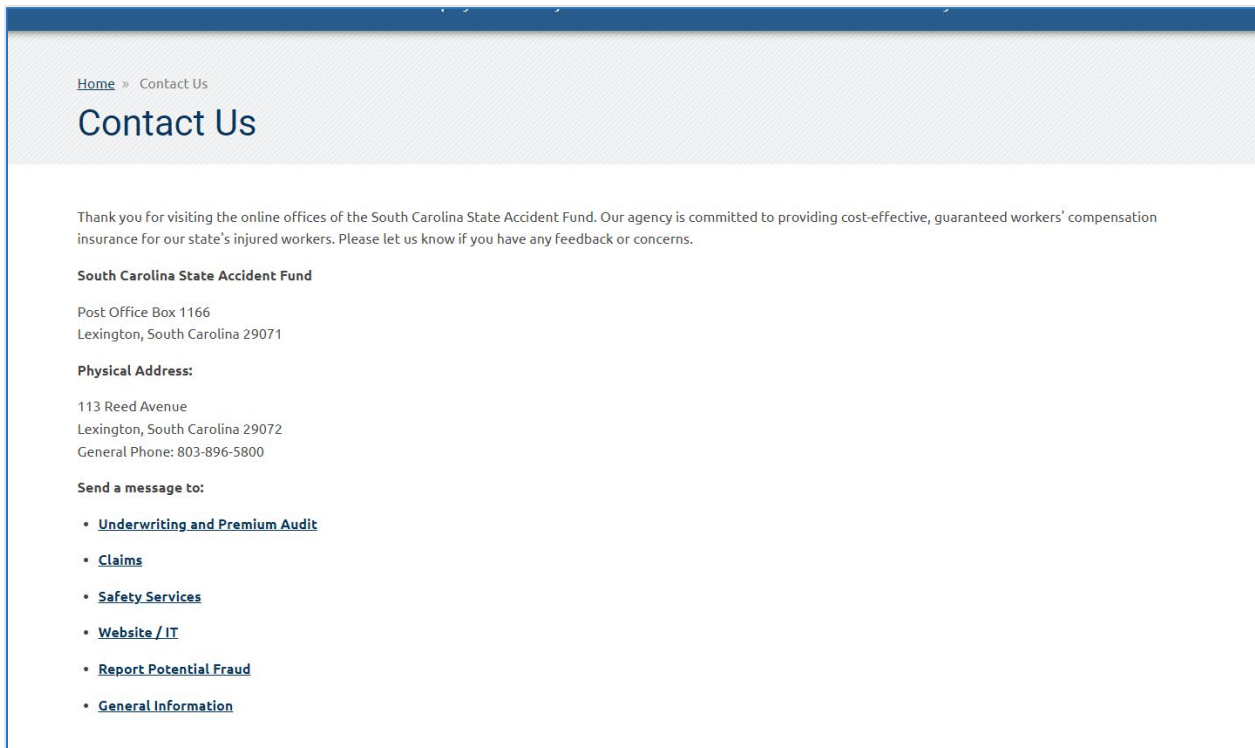 Home » Contact Us
Contact Us
Thank you for visiting the online offices of the South Carolina State Accident Fund. Our agency is committed to providing cost-effective, guaranteed workers' compensation
insurance for our state's injured workers. Please let us know if you have any feedback or concerns.
South Carolina State Accident Fund
Post Office Box 1166
Lexington, South Carolina 29071
Physical Address:
113 Reed Avenue
Lexington, South Carolina 29072
General Phone: 803-896-5800
Send a message to:
• Underwriting and Premium Audit
• Claims
• Safety Services
• Website / IT
• Report Potential Fraud
• General Information